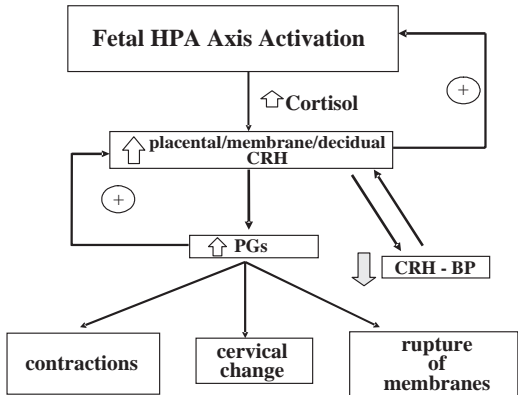 Fetal HPA Axis Activation
Cortisol
+
placental/membrane/decidual
CRH
+
PGs
CRH - BP
contractions
cervical
change
rupture
of
membranes